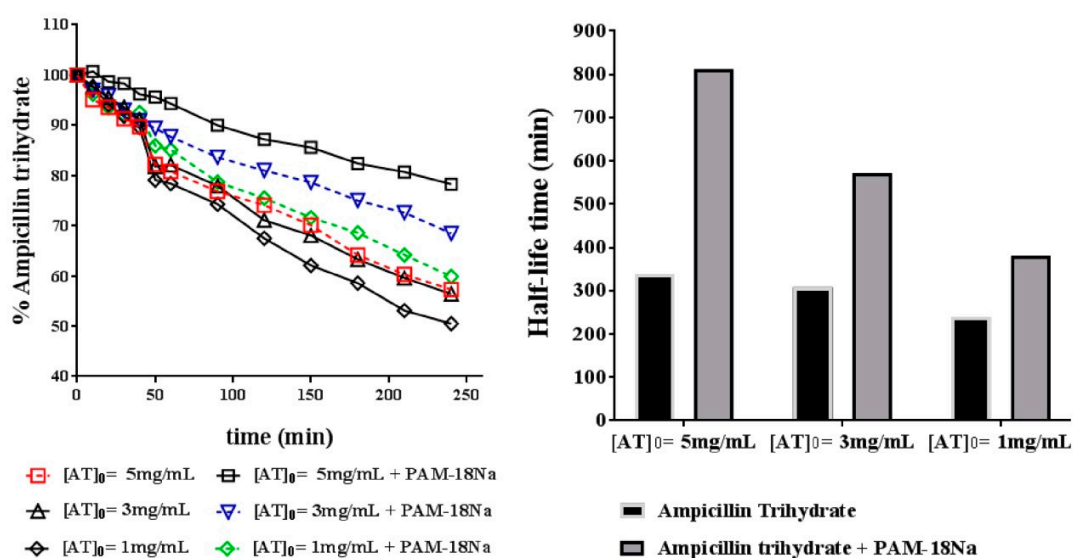 % Ampicillin trihydrate
110
100
90
80
70
60
50
40
0
50
100
150
200
250
time (min)
[AT]0= 5mg/mL
[AT]0= 5mg/mL + PAM-18Na
[AT]0= 3mg/mL
[AT]0= 3mg/mL + PAM-18Na
[AT]0= 1mg/mL
[AT]0= 1mg/mL + PAM-18Na
Half-life time (min)
900
800
700
600
500
400
300
200
100
0
[AT]0= 5mg/mL
[AT]0= 3mg/mL
[AT]0= 1mg/mL
Ampicillin Trihydrate
Ampicillin trihydrate + PAM-18Na